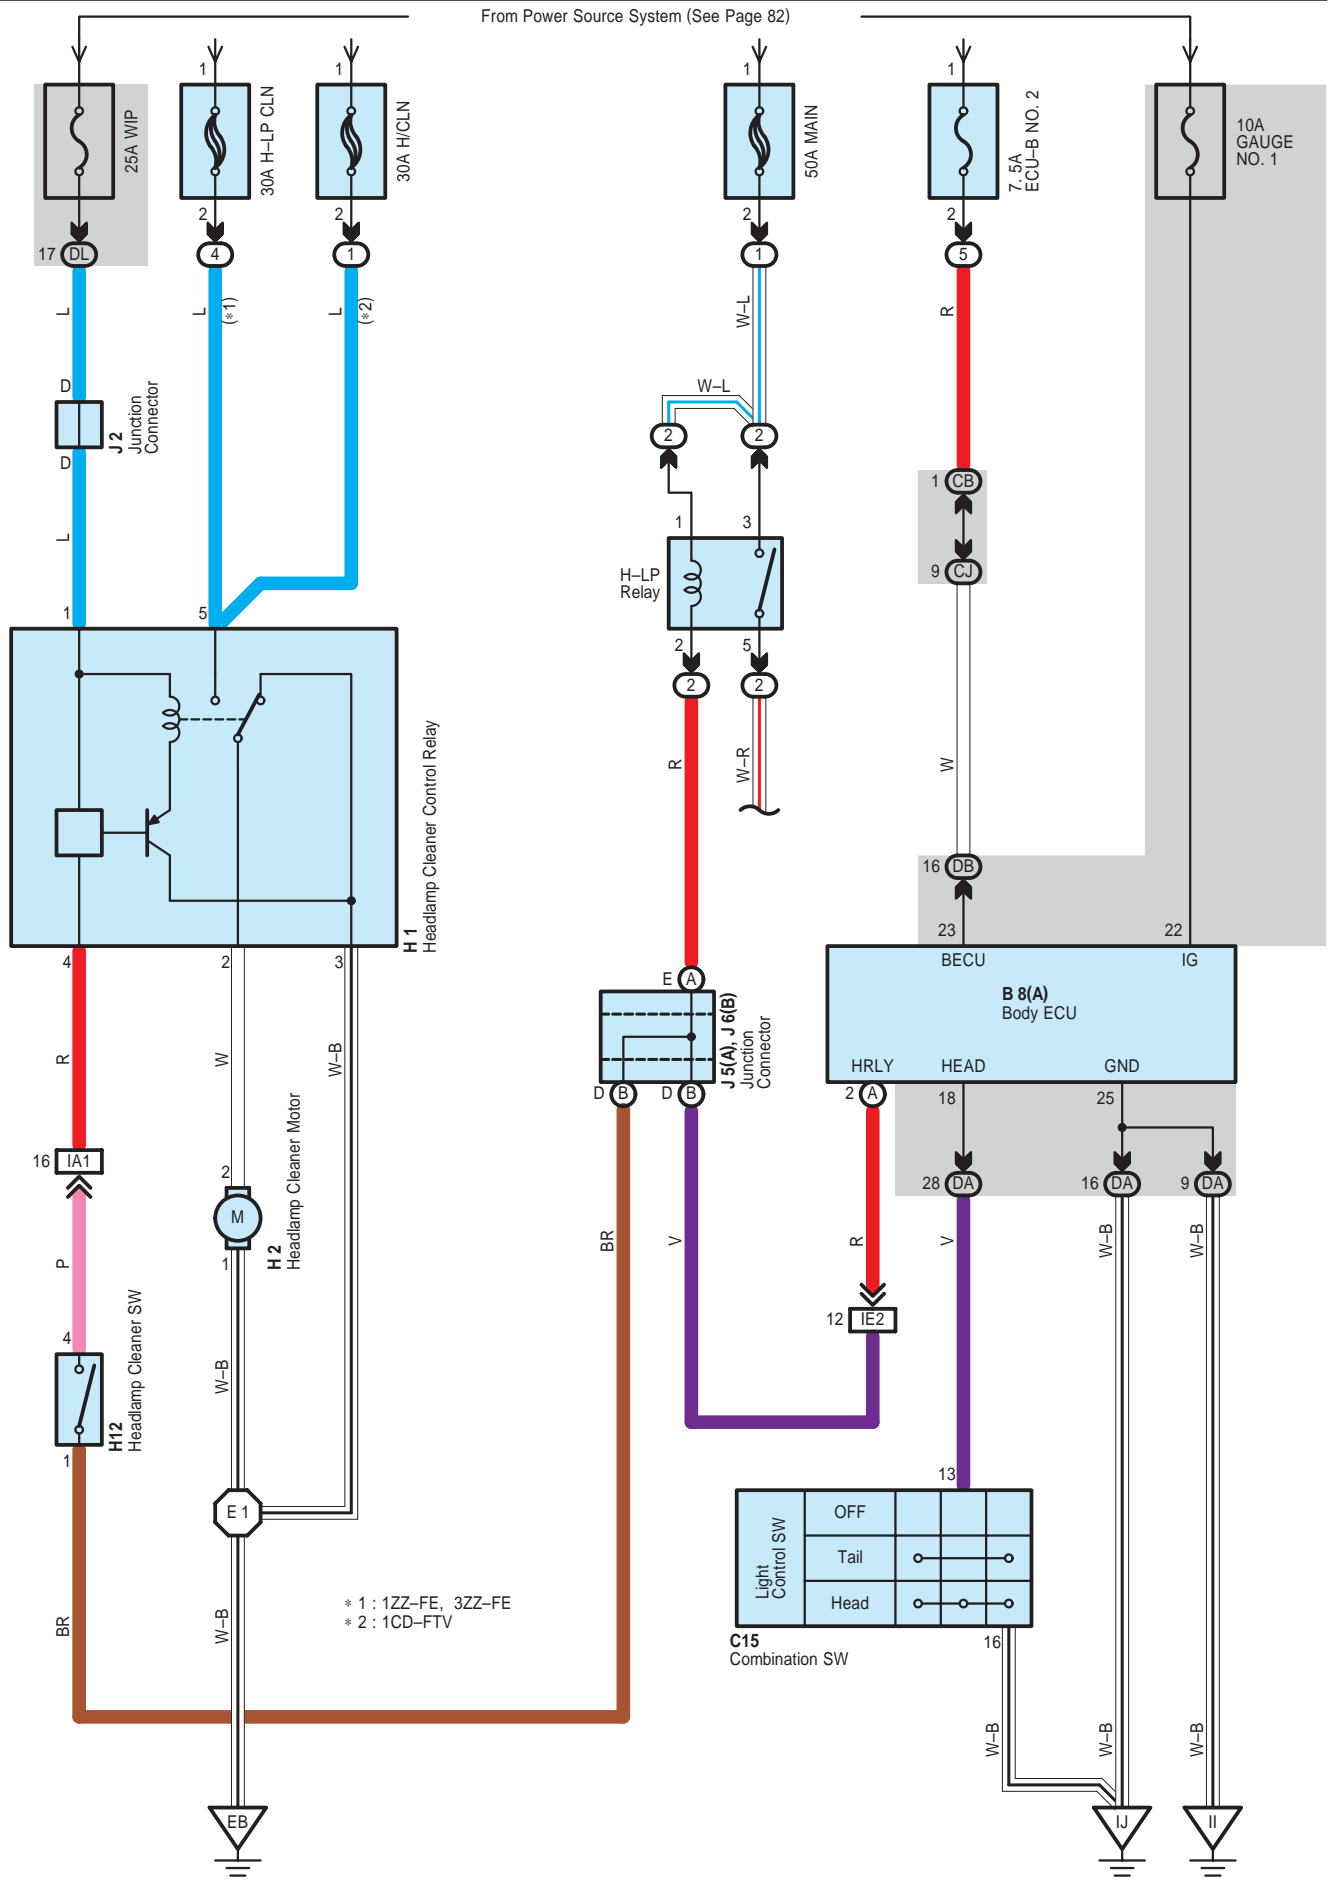 From Power Source System (See Page 82)
1
1
1
1
25A WIP
30A H–LP CLN
30A H/CLN
50A MAIN
7. 5A
ECU–B NO. 2
10A
GAUGE
NO. 1
2
2
2
2
17 DL
4
1
1
5
L
L
(*1)
L
(*2)
W–L
R
W–L
D
J 2
Junction
Connector
D
2
2
1 CB
L
1
3
9 CJ
H–LP
Relay
1
5
2
5
2
2
H 1
Headlamp Cleaner Control Relay
R
W–R
W
16 DB
23
22
4
2
3
BECU
IG
B 8(A)
Body ECU
E A
J 5(A), J 6(B)
Junction
Connector
HRLY
HEAD
GND
D B
D B
2 A
18
25
R
W
W–B
16 IA1
2
M
H 2
Headlamp Cleaner Motor
1
28 DA
16 DA
9 DA
P
BR
V
R
V
W–B
W–B
12 IE2
4
H12
Headlamp Cleaner SW
1
W–B
13
E 1
Light
Control SW
OFF
Tail
Head
* 1 : 1ZZ–FE, 3ZZ–FE
* 2 : 1CD–FTV
BR
W–B
C15
Combination SW
16
W–B
W–B
W–B
EB
IJ
II